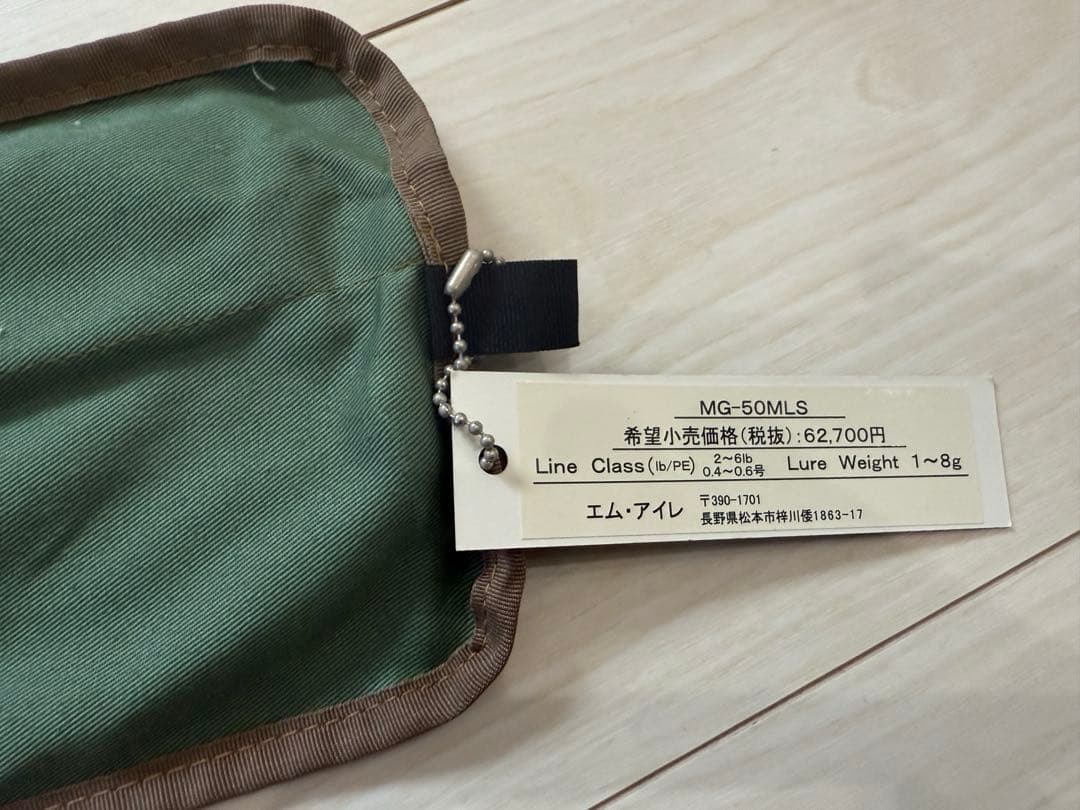 MG-50MLS
希望小売価格(税抜):62,700円
Line Class(lb/PE) 2~6lb 0.4~0.6号 Lure Weight 1~8g
エム・アイレ 〒390-1701
長野県松本市梓川倭1863-17